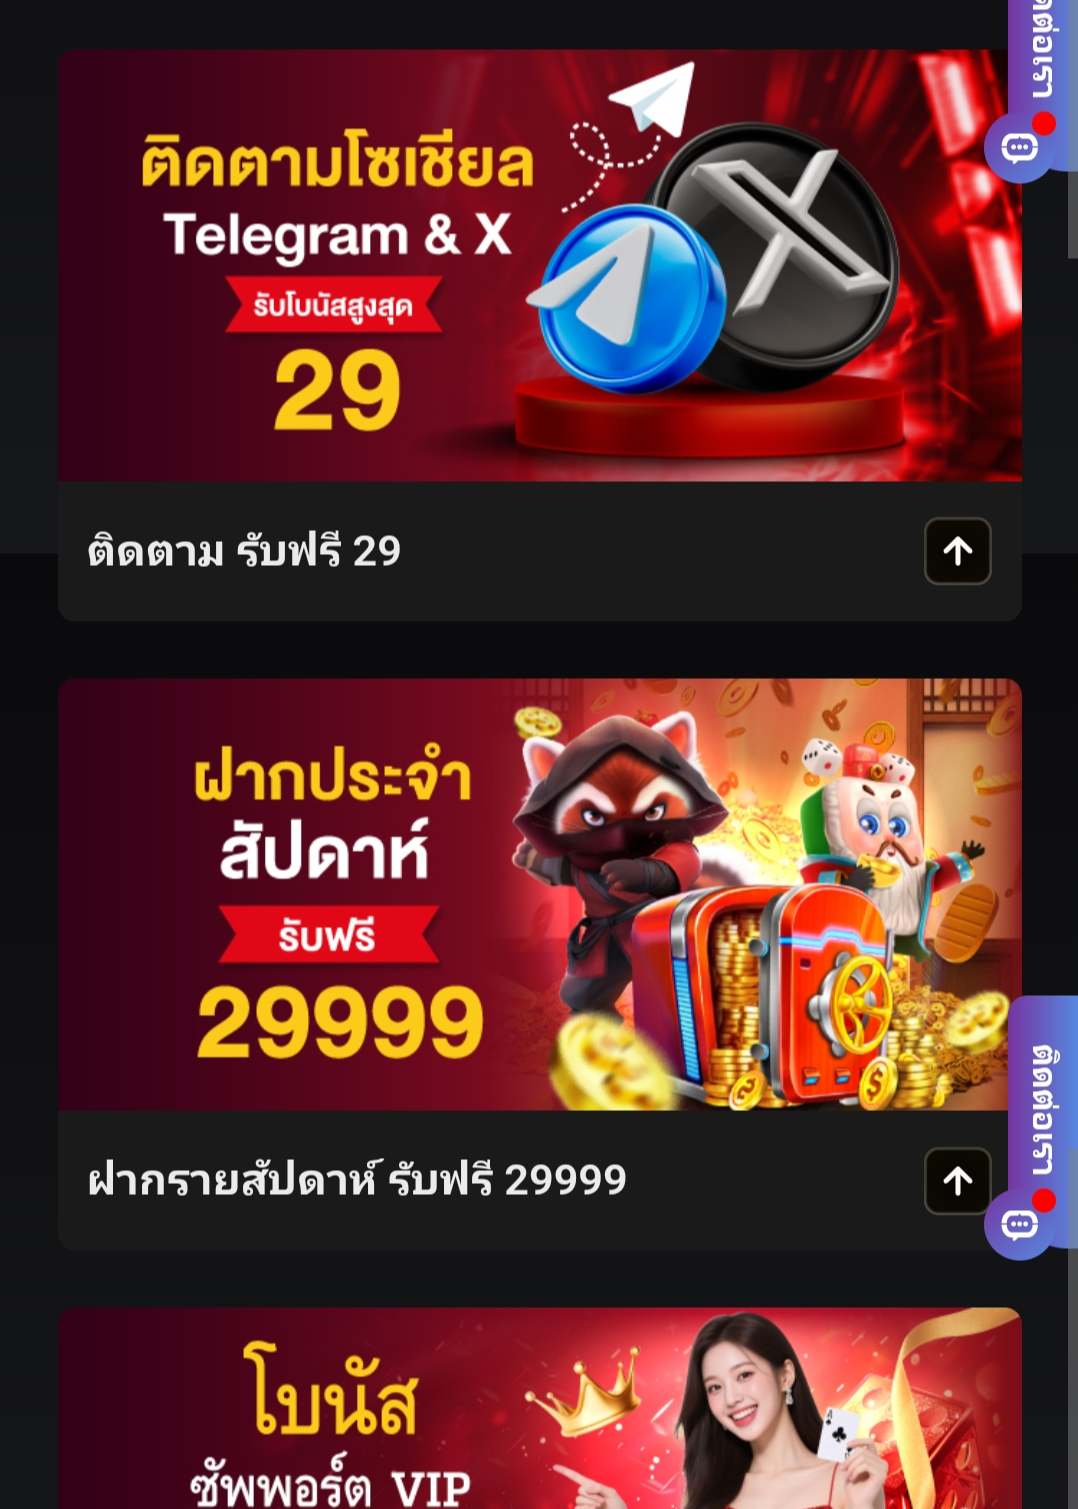 ติดต่อเรา
ติดตามโซเชียล
Telegram & X
รับโบนัสสูงสุด
29
ติดตาม รับฟรี 29
ฝากประจำ
สัปดาห์
รับฟรี
29999
ติดต่อเรา
ฝากรายสัปดาห์ รับฟรี 29999
โบนัส
ซัพพอร์ต VIP
A